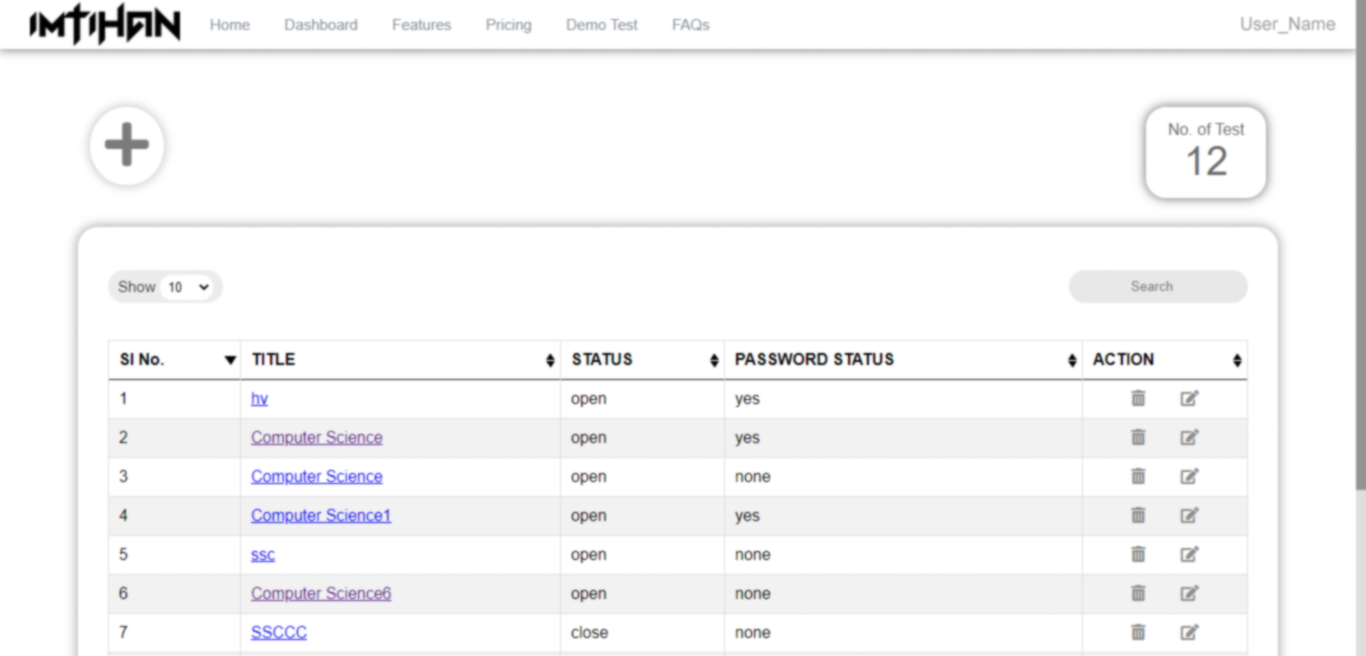 IMTIHAN Home Dashboard Features Pricing Demo Test FAQs User_Name
No. of Test
12
Show 10 Search
Sl No. TITLE STATUS PASSWORD STATUS ACTION
1 hv open yes
2 Computer Science open yes
3 Computer Science open none
4 Computer Science1 open yes
5 ssc open none
6 Computer Science6 open none
7 SSCCC close none